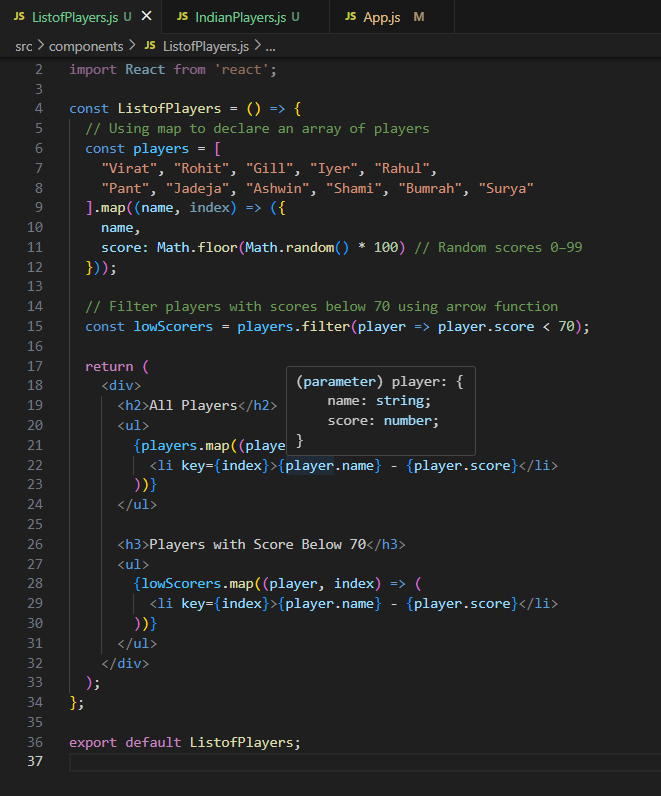 JS ListofPlayers.js U ✕ JS IndianPlayers.js U JS App.js M
src > components > JS ListofPlayers.js > ...
2 import React from 'react';
3
4 const ListofPlayers = () => {
5 // Using map to declare an array of players
6 const players = [
7 "Virat", "Rohit", "Gill", "Iyer", "Rahul",
8 "Pant", "Jadeja", "Ashwin", "Shami", "Bumrah", "Surya"
9 ].map((name, index) => ({
10 name,
11 score: Math.floor(Math.random() * 100) // Random scores 0–99
12 }));
13
14 // Filter players with scores below 70 using arrow function
15 const lowScorers = players.filter(player => player.score < 70);
16
17 return (
18 <div>
(parameter) player: {
name: string;
score: number;
}
19 <h2>All Players</h2>
20 <ul>
21 {players.map((playe
22 <li key={index}>{player.name} - {player.score}</li>
23 ))}
24 </ul>
25
26 <h3>Players with Score Below 70</h3>
27 <ul>
28 {lowScorers.map((player, index) => (
29 <li key={index}>{player.name} - {player.score}</li>
30 ))}
31 </ul>
32 </div>
33 );
34 };
35
36 export default ListofPlayers;
37